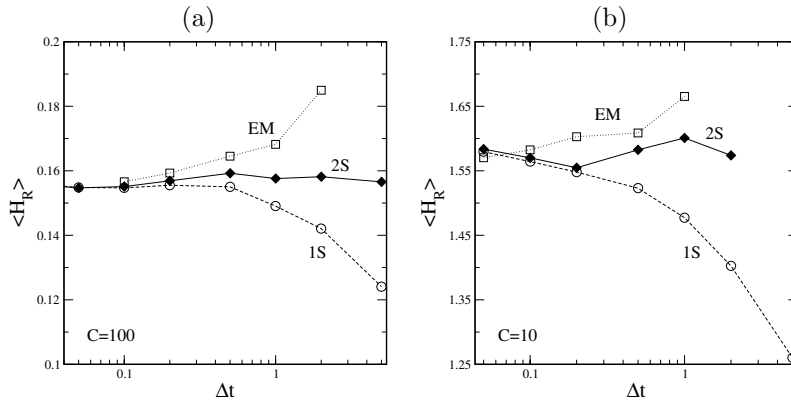 (a)
0.2
0.18
0.16
0.14
0.12
0.1
<H_R>
EM
2S
1S
C=100
0.1
1
Δt
(b)
1.75
1.65
1.55
1.45
1.35
1.25
<H_R>
EM
2S
1S
C=10
0.1
1
Δt